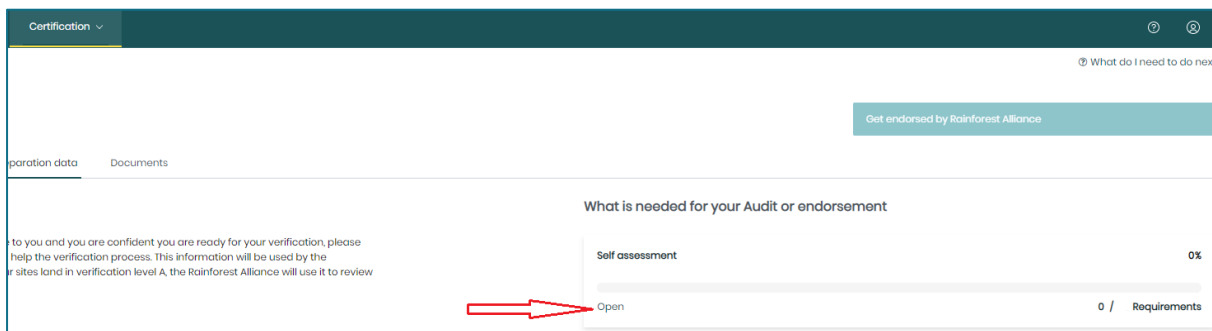 Certification
What do I need to do nex
Get endorsed by Rainforest Alliance
paration data Documents
What is needed for your Audit or endorsement
to you and you are confident you are ready for your verification, please
help the verification process. This information will be used by the
r sites land in verification level A, the Rainforest Alliance will use it to review
Self assessment 0%
Open 0 / Requirements